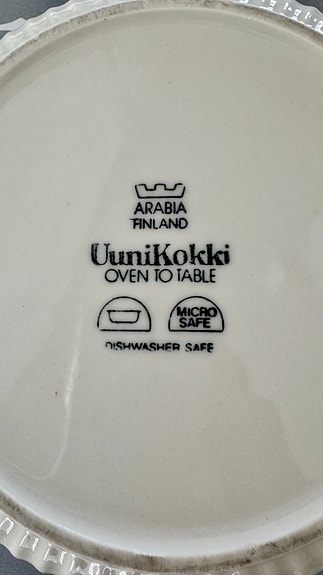 ARABIA
FINLAND
UuniKokki
OVEN TO TABLE
MICRO
SAFE
DISHWASHER SAFE